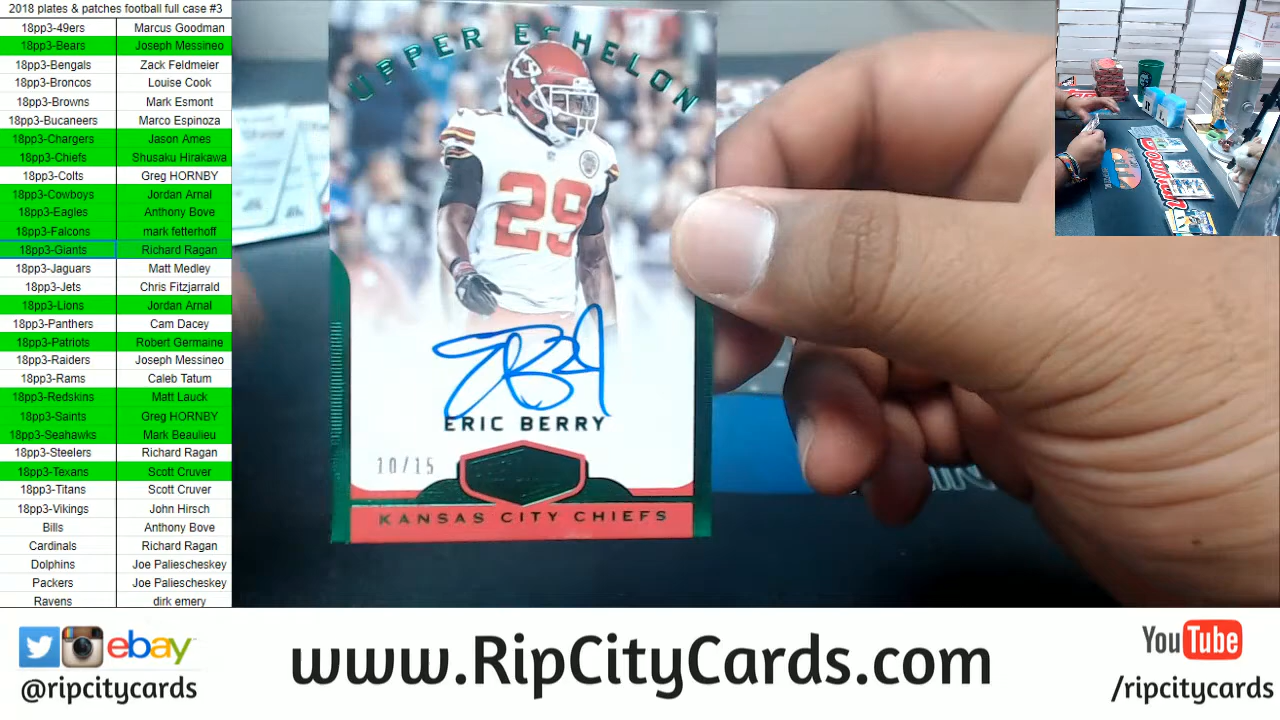 2018 plates & patches football full case #3
18pp3-49ers Marcus Goodman
18pp3-Bears Joseph Messineo
18pp3-Bengals Zack Feldmeier
18pp3-Broncos Louise Cook
18pp3-Browns Mark Esmont
18pp3-Bucaneers Marco Espinoza
18pp3-Chargers Jason Ames
18pp3-Chiefs Shusaku Hirakawa
18pp3-Colts Greg HORNBY
18pp3-Cowboys Jordan Arnal
18pp3-Eagles Anthony Bove
18pp3-Falcons mark fetterhoff
18pp3-Giants Richard Ragan
18pp3-Jaguars Matt Medley
18pp3-Jets Chris Fitzjarrald
18pp3-Lions Jordan Arnal
18pp3-Panthers Cam Dacey
18pp3-Patriots Robert Germaine
18pp3-Raiders Joseph Messineo
18pp3-Rams Caleb Tatum
18pp3-Redskins Matt Lauck
18pp3-Saints Greg HORNBY
18pp3-Seahawks Mark Beaulieu
18pp3-Steelers Richard Ragan
18pp3-Texans Scott Cruver
18pp3-Titans Scott Cruver
18pp3-Vikings John Hirsch
Bills Anthony Bove
Cardinals Richard Ragan
Dolphins Joe Paliescheskey
Packers Joe Paliescheskey
Ravens dirk emery
UPPER ECHELON
29
ERIC BERRY
10/15
KANSAS CITY CHIEFS
ebay
@ripcitycards
www.RipCityCards.com
YouTube
/ripcitycards